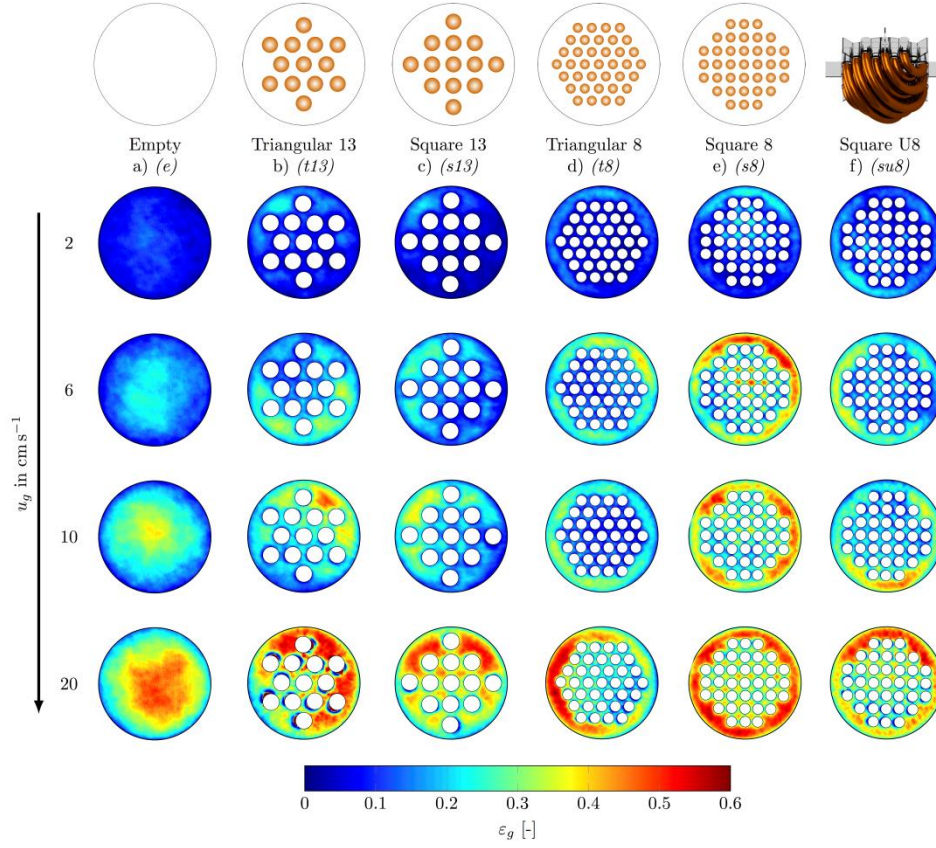 Empty Triangular 13 Square 13 Triangular 8 Square 8 Square U8
a) (e) b) (t13) c) (s13) d) (t8) e) (s8) f) (su8)
2
6
10
20
u_g in cm s⁻¹
0 0.1 0.2 0.3 0.4 0.5 0.6
ε_g [-]